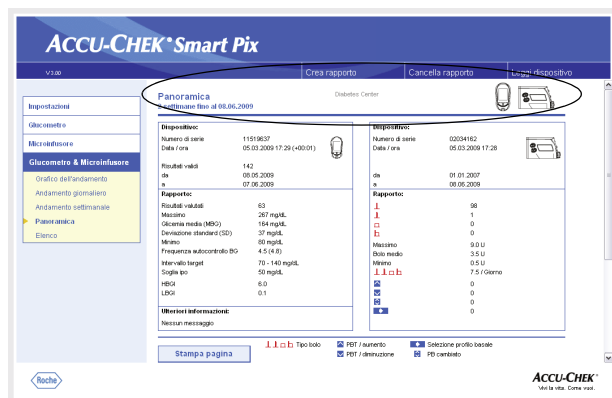 ACCU-CHEK® Smart Pix
V 3.00
Crea rapporto
Cancella rapporto
Leggi dispositivo
Panoramica
2 settimane fino al 08.06.2009
Diabetes Center
Impostazioni
Glucometro
Microinfusore
Glucometro & Microinfusore
Grafico dell'andamento
Andamento giornaliero
Andamento settimanale
Panoramica
Elenco
Dispositivo:
Numero di serie 11519637
Data / ora 05.03.2009 17:29 (+00:01)
Risultati validi 142
da 08.05.2009
a 07.06.2009
Rapporto:
Risultati valutati 63
Massimo 267 mg/dL
Glicemia media (MBG) 164 mg/dL
Deviazione standard (SD) 37 mg/dL
Minimo 80 mg/dL
Frequenza autocontrollo BG 4.5 (4.8)
Intervallo target 70 - 140 mg/dL
Soglia ipo 50 mg/dL
HBGI 6.0
LBGI 0.1
Ulteriori informazioni:
Nessun messaggio
Dispositivo:
Numero di serie 02034162
Data / ora 05.03.2009 17:28
da 01.01.2007
a 08.06.2009
Rapporto:
98
1
0
0
Massimo 9.0 U
Bolo medio 3.5 U
Minimo 0.5 U
7.5 / Giorno
0
0
0
0
Stampa pagina
Tipo bolo
PBT / aumento
Selezione profilo basale
PBT / diminuzione
PB cambiato
Roche
ACCU-CHEK®
Vivi la vita. Come vuoi.